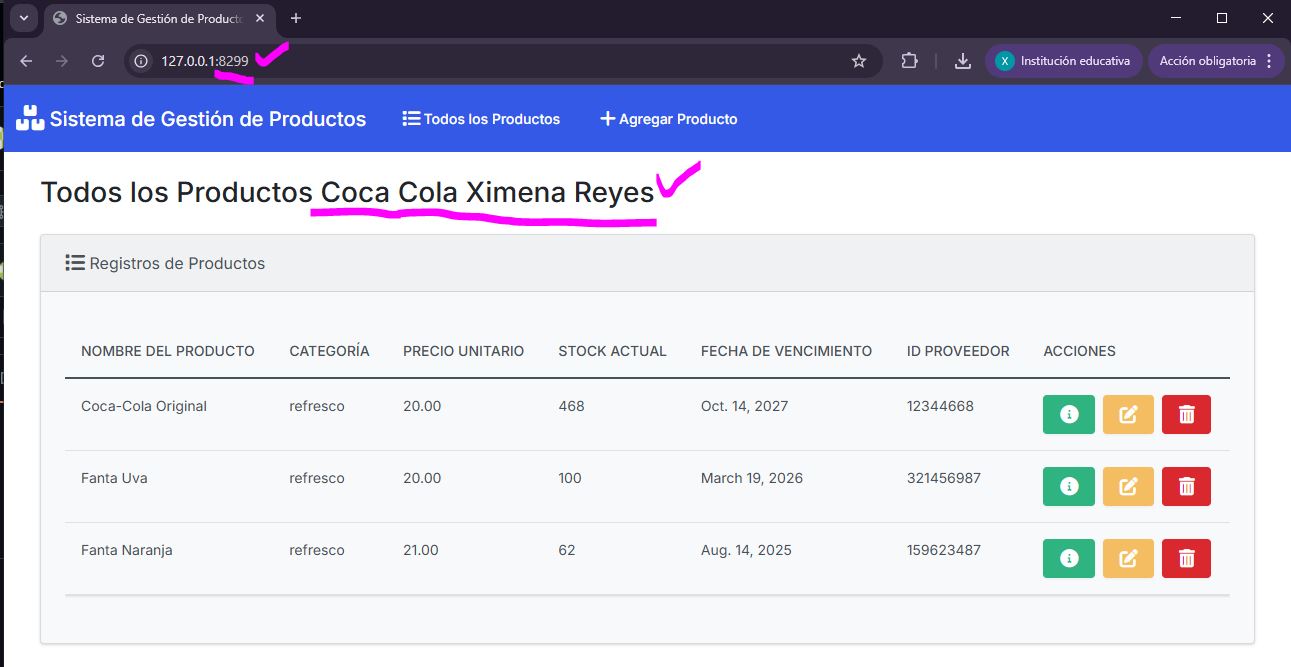 Sistema de Gestión de Product
127.0.0.1:8299
X Institución educativa
Acción obligatoria
Sistema de Gestión de Productos
Todos los Productos
Agregar Producto
Todos los Productos Coca Cola Ximena Reyes
Registros de Productos
NOMBRE DEL PRODUCTO CATEGORÍA PRECIO UNITARIO STOCK ACTUAL FECHA DE VENCIMIENTO ID PROVEEDOR ACCIONES
Coca-Cola Original refresco 20.00 468 Oct. 14, 2027 12344668
Fanta Uva refresco 20.00 100 March 19, 2026 321456987
Fanta Naranja refresco 21.00 62 Aug. 14, 2025 159623487